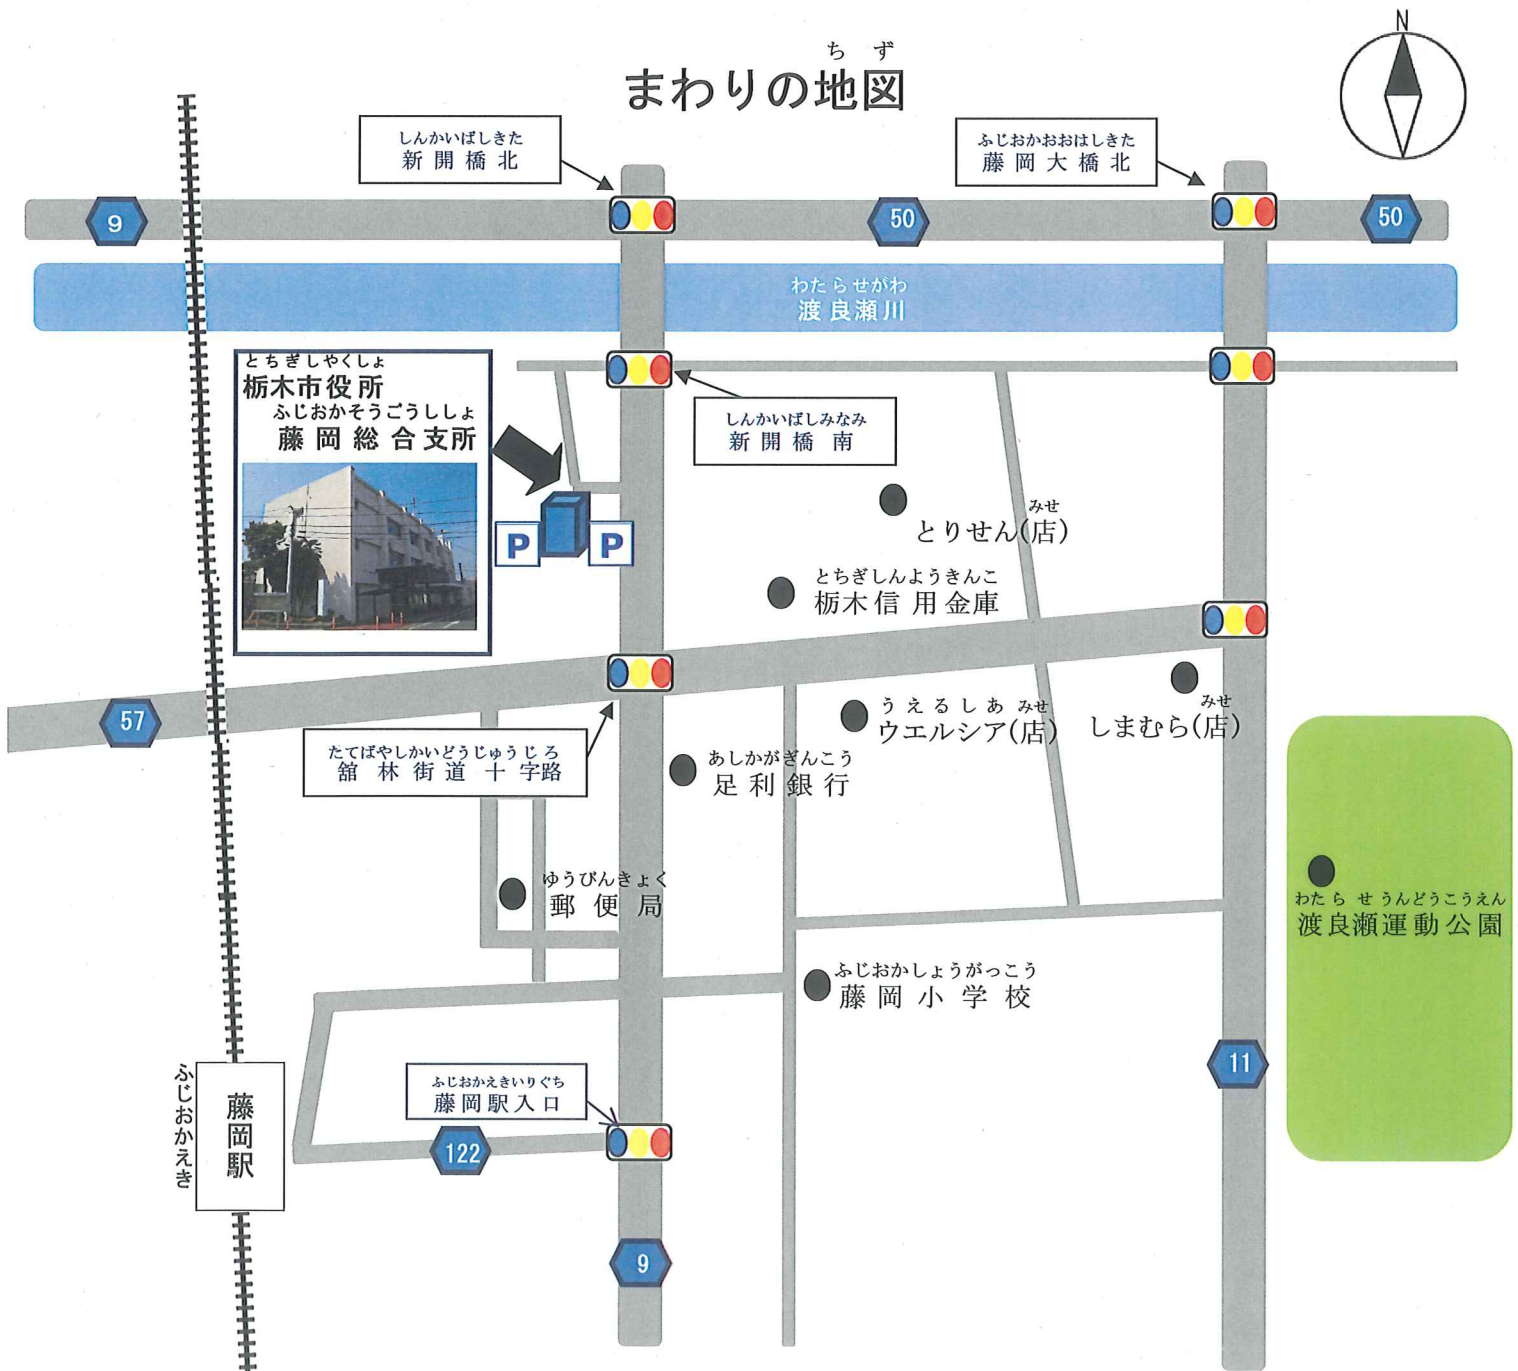 ちず
まわりの地図
N
しんかいばしきた
新開橋北
ふじおかおおはしきた
藤岡大橋北
9
50
50
わたらせがわ
渡良瀬川
とちぎしやくしょ
栃木市役所
ふじおかそうごうししょ
藤岡総合支所
しんかいばしみなみ
新開橋南
P
P
みせ
とりせん(店)
とちぎしんようきんこ
栃木信用金庫
57
たてばやしかいどうじゅうじろ
舘林街道十字路
うえるしあ みせ
ウエルシア(店)
みせ
しまむら(店)
あしかがぎんこう
足利銀行
ゆうびんきょく
郵便局
わたらせうんどうこうえん
渡良瀬運動公園
ふじおかしょうがっこう
藤岡小学校
ふじおかえき
藤岡駅
ふじおかえきいりぐち
藤岡駅入口
122
11
9